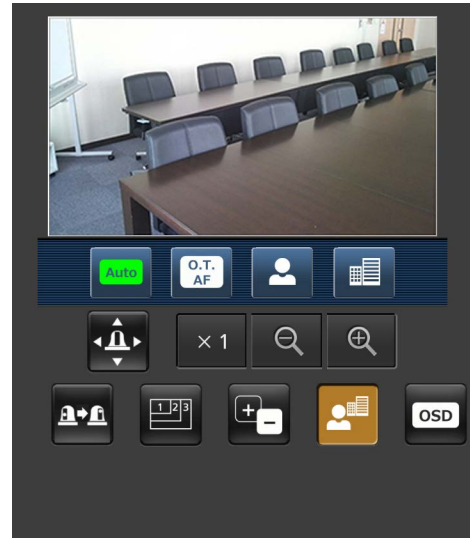 Auto
O.T.
AF
× 1
1 2 3
OSD